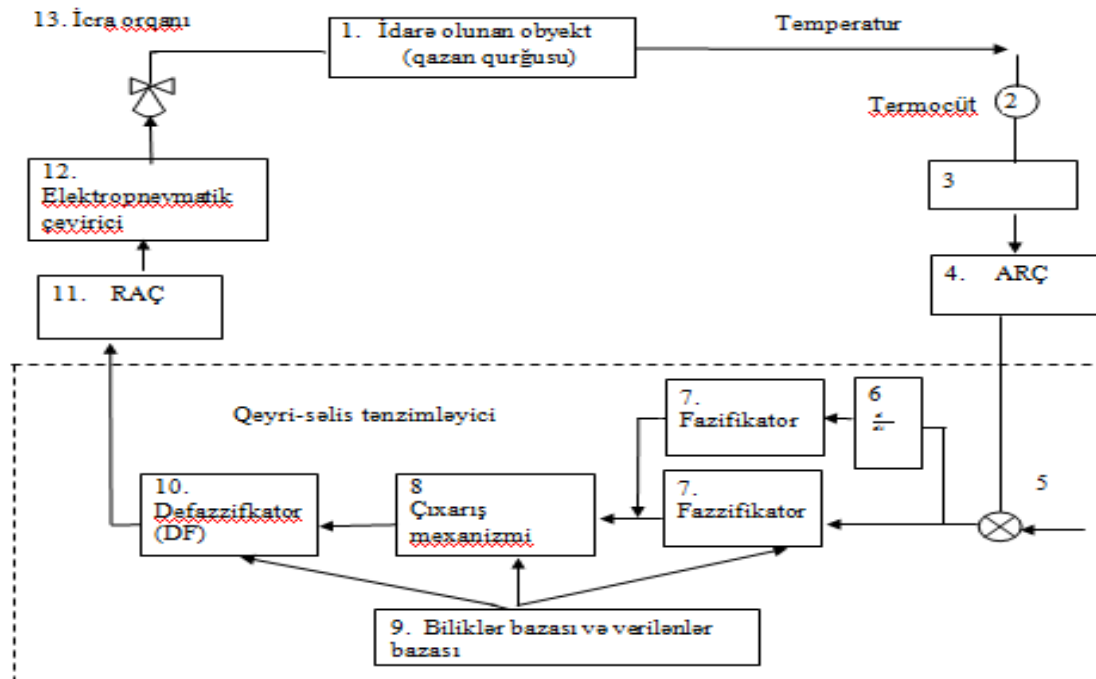 13. İcra orqanı
1. İdarə olunan obyekt
(qazan qurğusu)
Temperatur
Termocüt
2
12.
Elektropnevmatik
çevirici
3
11. RAÇ
4. ARÇ
Qeyri-səlis tənzimləyici
7.
Fazifikator
6
5
10.
Defazzifkator
(DF)
8
Çıxarış
mexanizmi
7.
Fazzifikator
9. Biliklər bazası və verilənlər
bazası